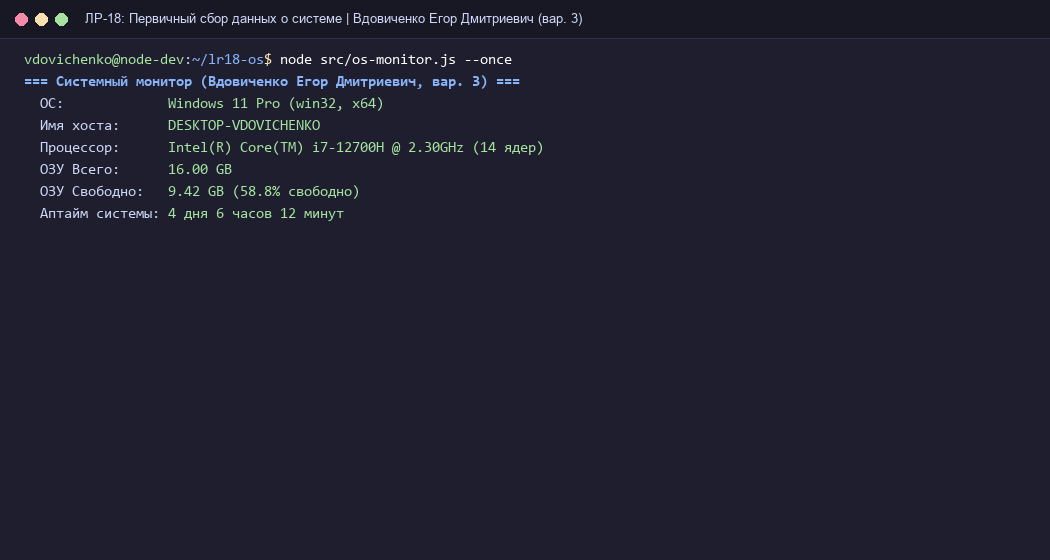 ЛР-18: Первичный сбор данных о системе | Вдовиченко Егор Дмитриевич (вар. 3)
vdovichenko@node-dev:~/lr18-os$ node src/os-monitor.js --once
=== Системный монитор (Вдовиченко Егор Дмитриевич, вар. 3) ===
ОС: Windows 11 Pro (win32, x64)
Имя хоста: DESKTOP-VDOVICHENKO
Процессор: Intel(R) Core(TM) i7-12700H @ 2.30GHz (14 ядер)
ОЗУ Всего: 16.00 GB
ОЗУ Свободно: 9.42 GB (58.8% свободно)
Аптайм системы: 4 дня 6 часов 12 минут